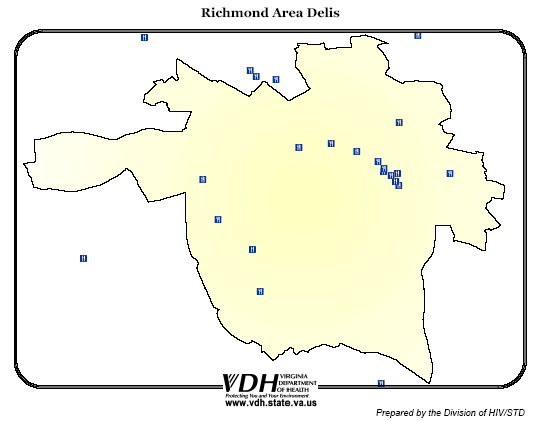 Richmond Area Delis
VDH VIRGINIA
DEPARTMENT
OF HEALTH
Protecting You and Your Environment
www.vdh.state.va.us
Prepared by the Division of HIV/STD